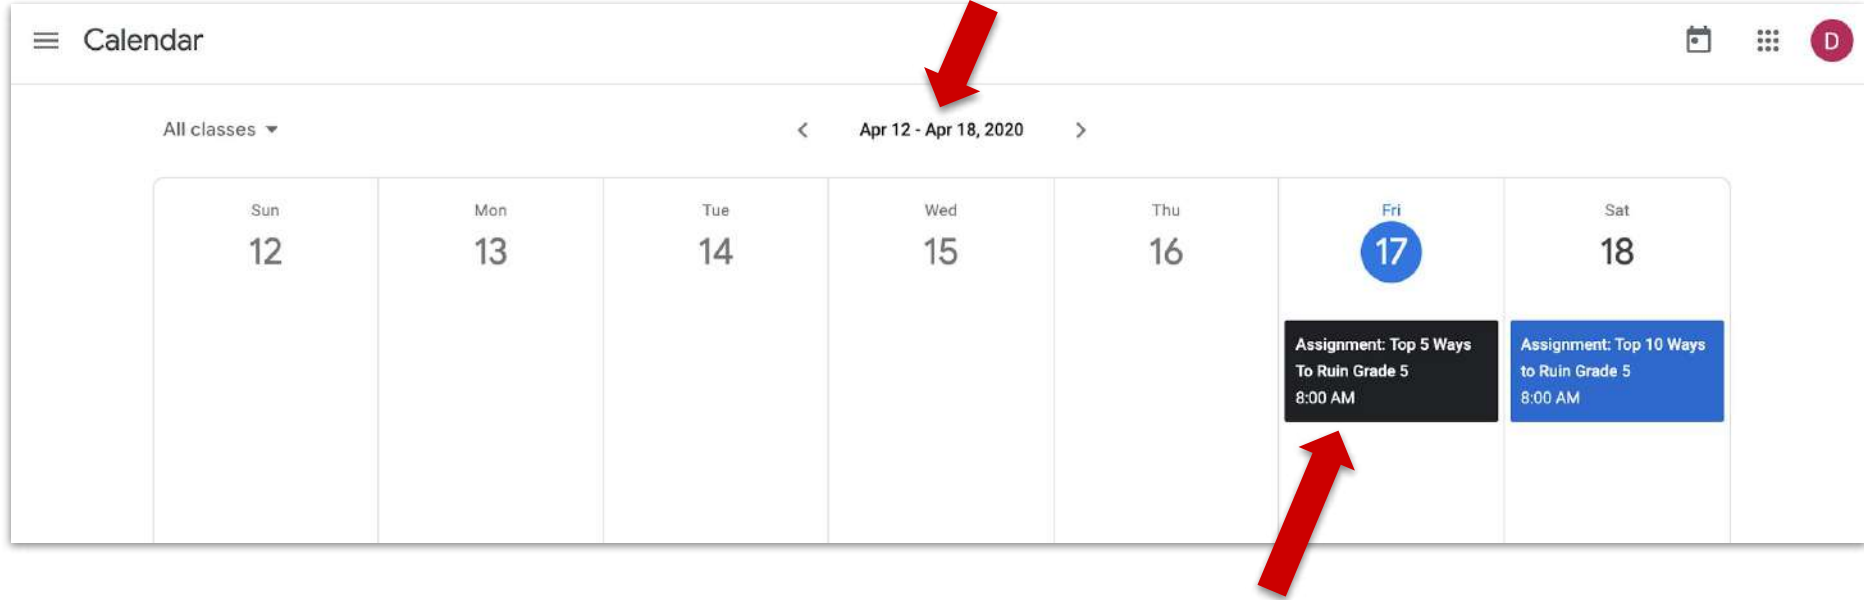 Calendar
D
All classes
Apr 12 - Apr 18, 2020
Sun
12
Mon
13
Tue
14
Wed
15
Thu
16
Fri
17
Sat
18
Assignment: Top 5 Ways
To Ruin Grade 5
8:00 AM
Assignment: Top 10 Ways
to Ruin Grade 5
8:00 AM